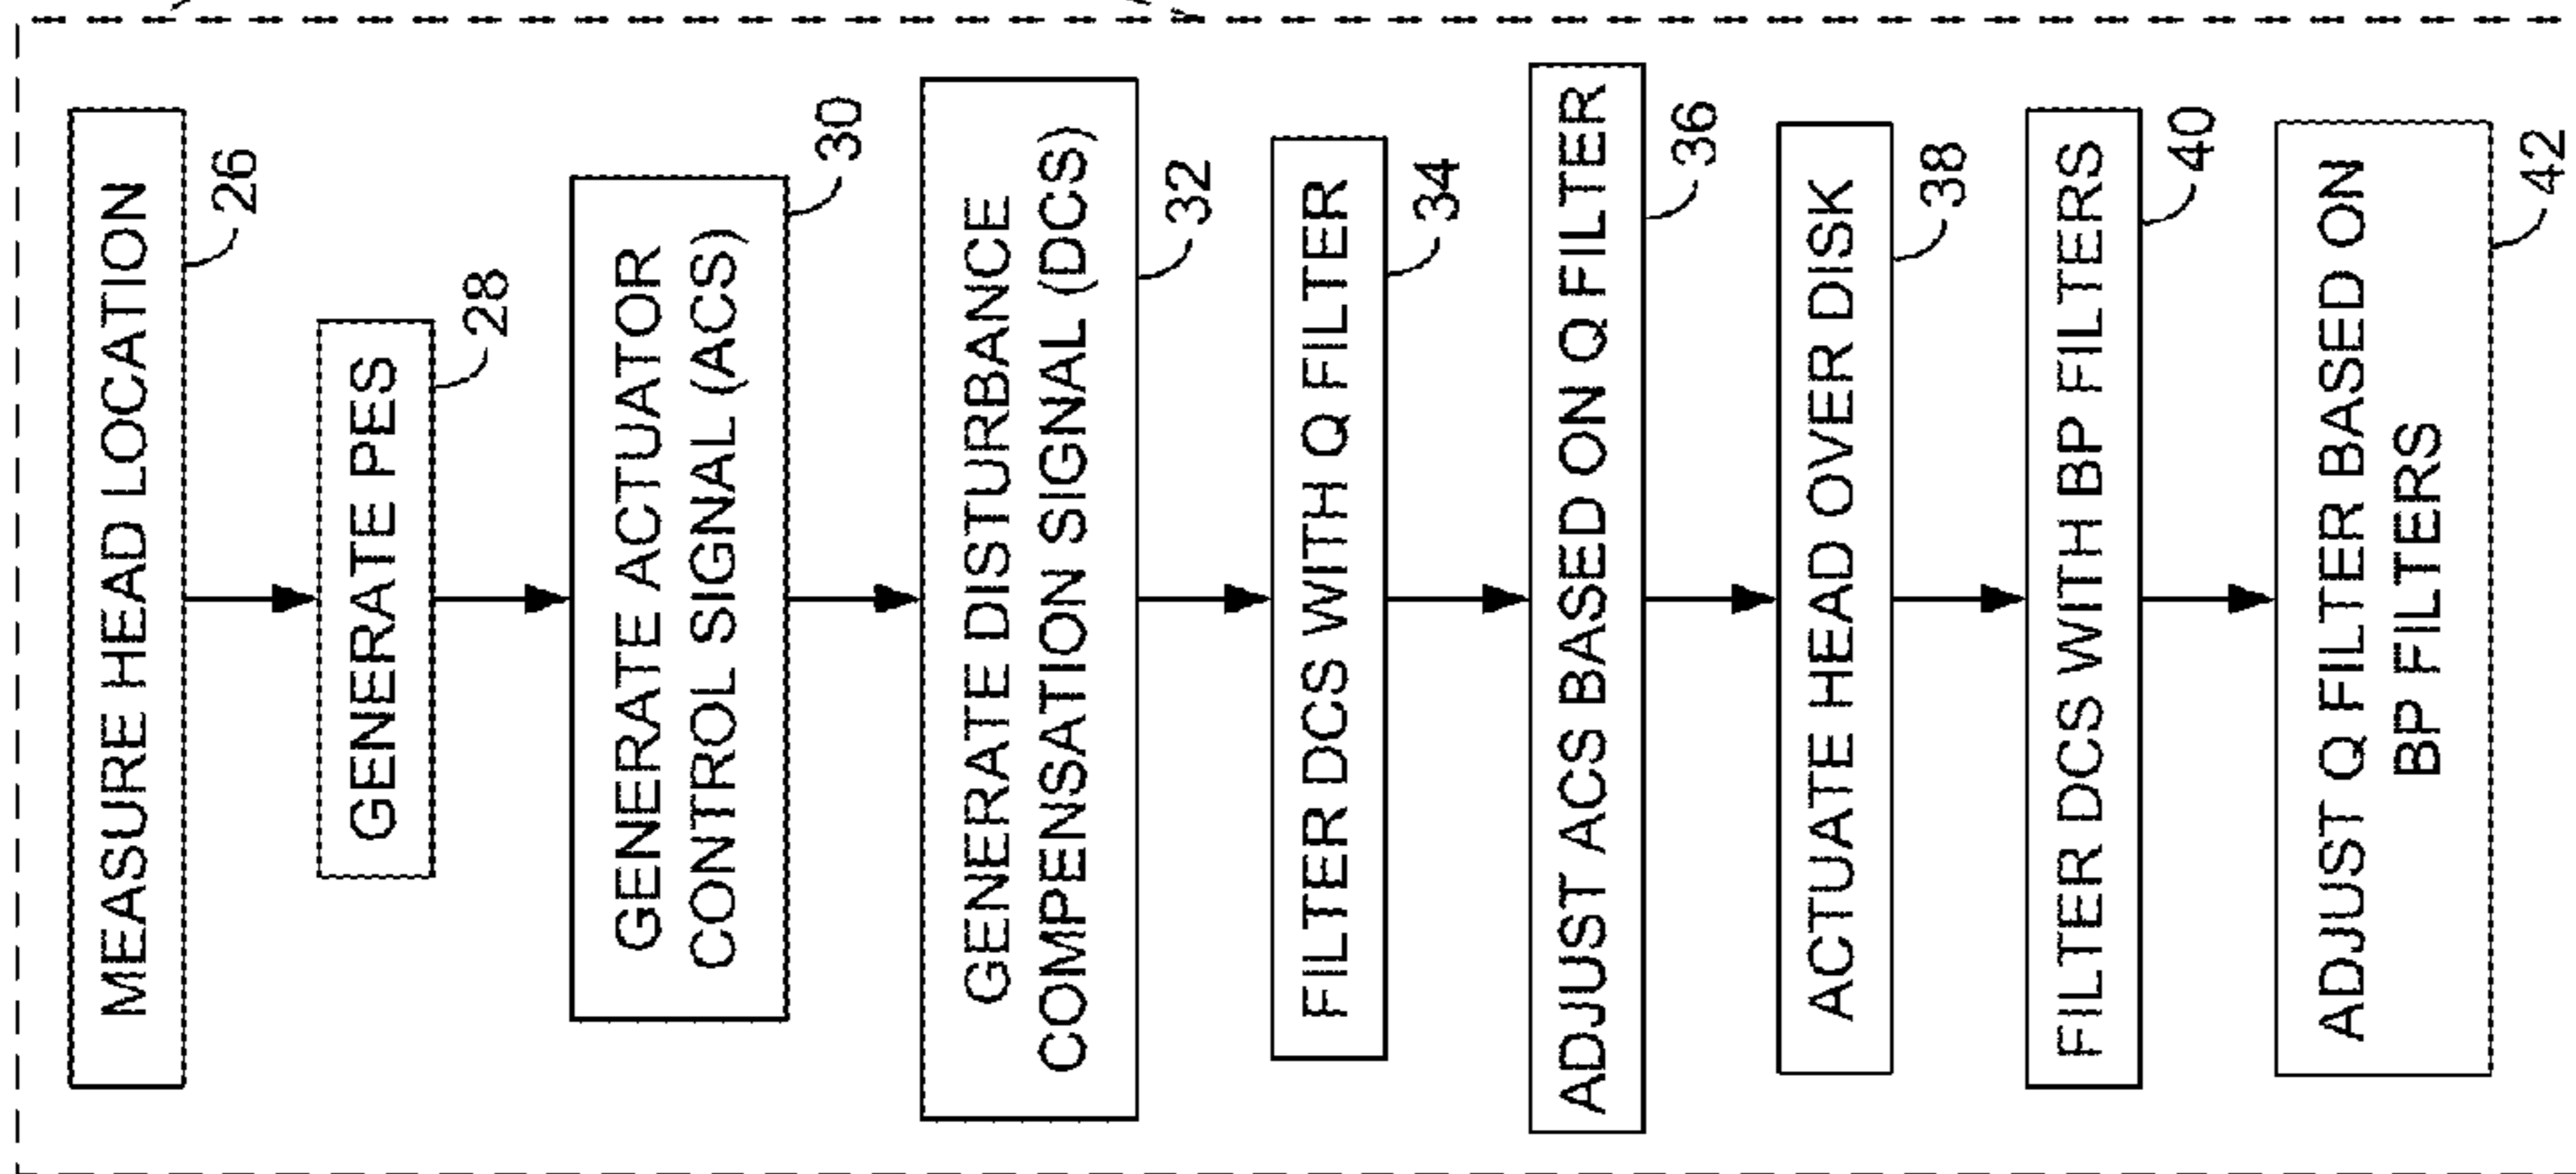 MEASURE HEAD LOCATION
26
GENERATE PES
28
GENERATE ACTUATOR
CONTROL SIGNAL (ACS)
30
GENERATE DISTURBANCE
COMPENSATION SIGNAL (DCS)
32
FILTER DCS WITH Q FILTER
34
ADJUST ACS BASED ON Q FILTER
36
ACTUATE HEAD OVER DISK
38
FILTER DCS WITH BP FILTERS
40
ADJUST Q FILTER BASED ON
BP FILTERS
42